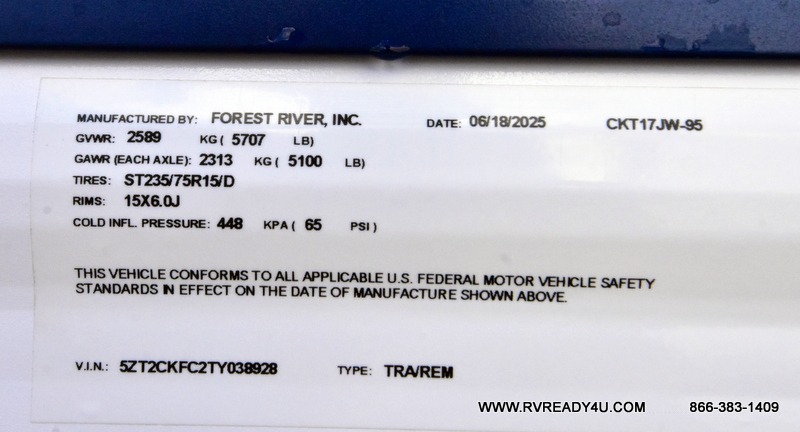 MANUFACTURED BY: FOREST RIVER, INC. DATE: 06/18/2025 CKT17JW-95
GVWR: 2589 KG ( 5707 LB)
GAWR (EACH AXLE): 2313 KG ( 5100 LB)
TIRES: ST235/75R15/D
RIMS: 15X6.0J
COLD INFL. PRESSURE: 448 KPA ( 65 PSI )
THIS VEHICLE CONFORMS TO ALL APPLICABLE U.S. FEDERAL MOTOR VEHICLE SAFETY
STANDARDS IN EFFECT ON THE DATE OF MANUFACTURE SHOWN ABOVE.
V.I.N.: 5ZT2CKFC2TY038928 TYPE: TRA/REM
WWW.RVREADY4U.COM 866-383-1409